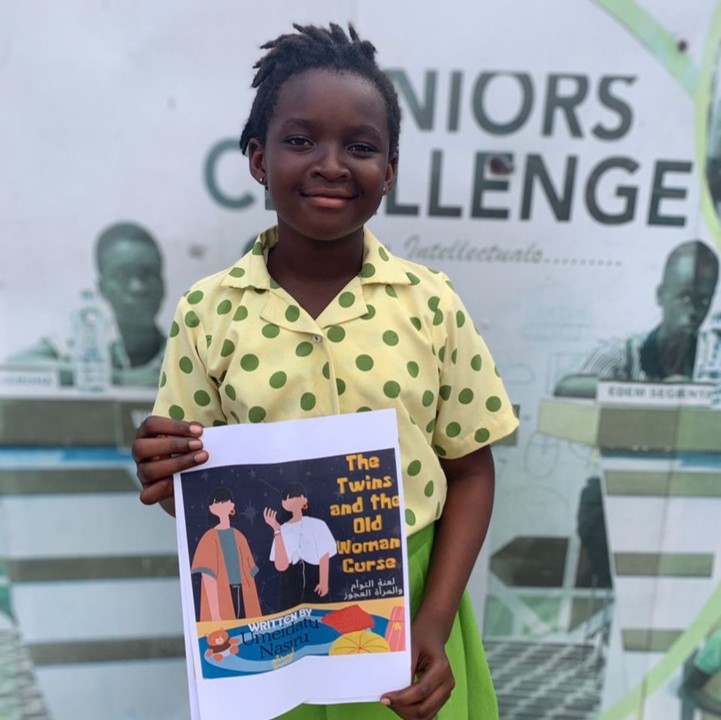 NIORS
C LLENGE
Intellectuals.........
EDEM
The
Twins
and the
Old
Woman
Curse
لعنة التوأم
والمرأة العجوز
WRITTEN BY
Umeidatu
Nasiru